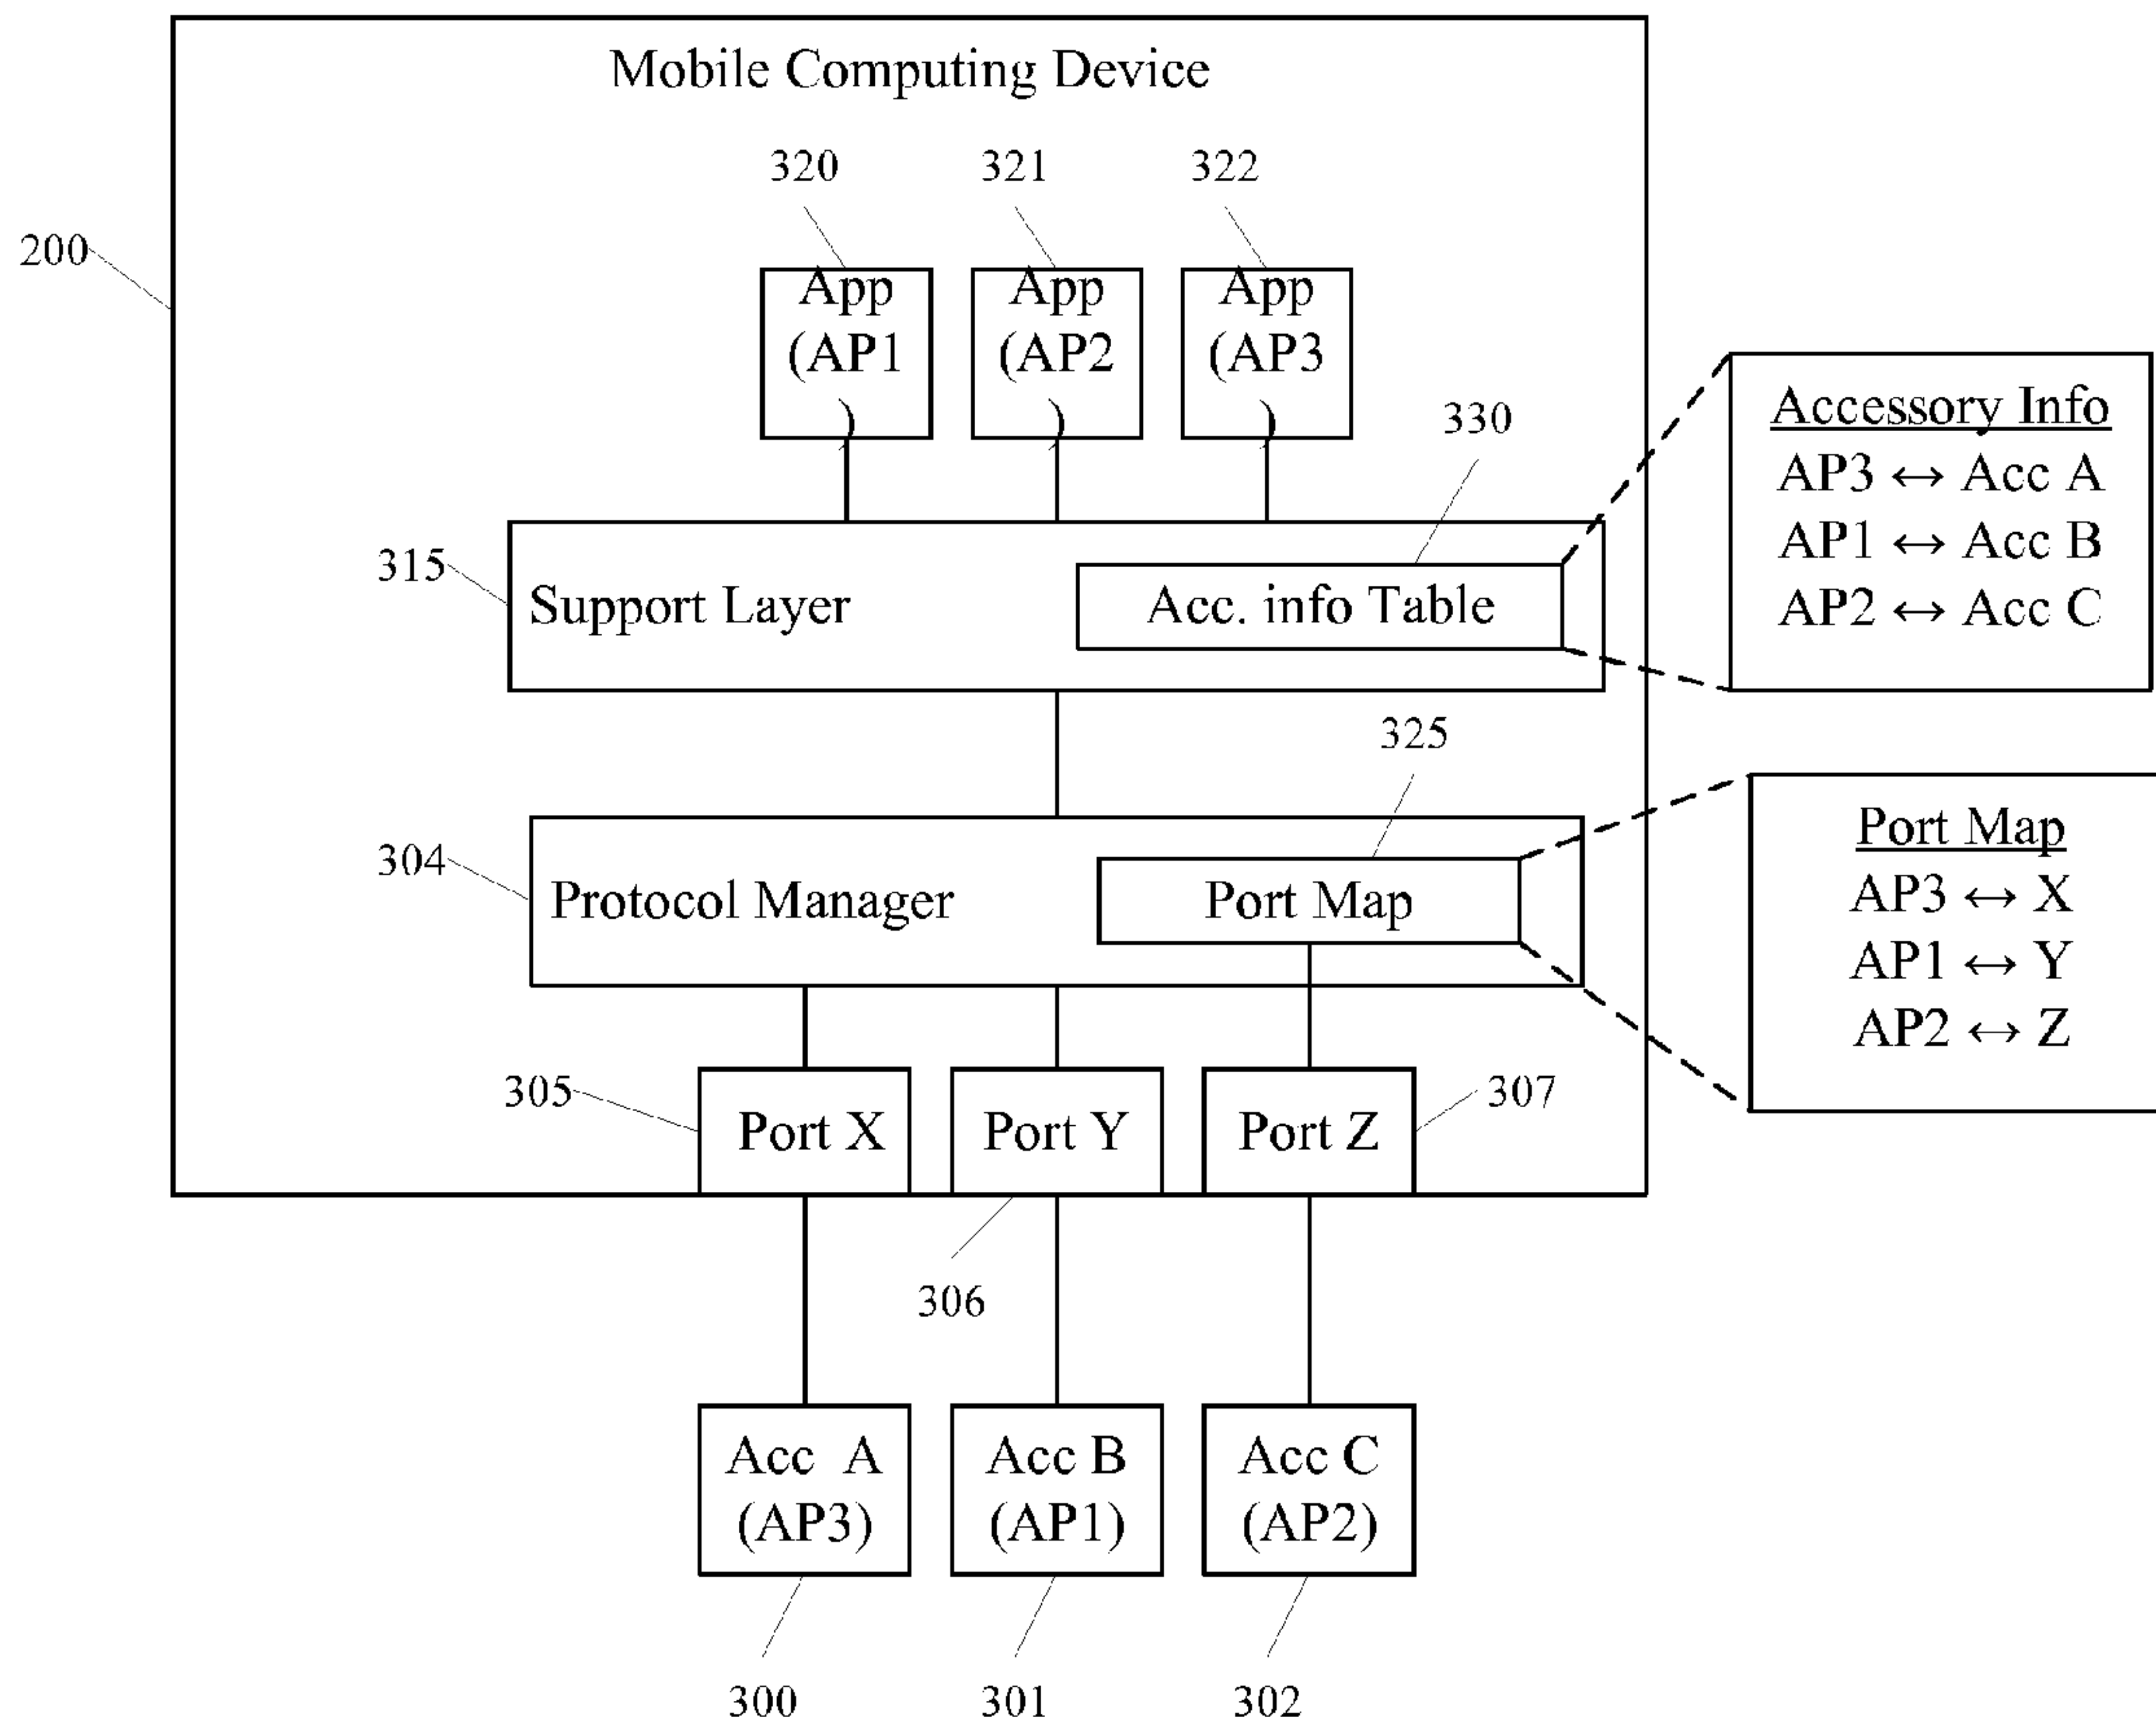 Mobile Computing Device
320
321
322
200
App
(AP1
)
App
(AP2
)
App
(AP3
)
330
315
Support Layer
Acc. info Table
Accessory Info
AP3 ↔ Acc A
AP1 ↔ Acc B
AP2 ↔ Acc C
325
304
Protocol Manager
Port Map
Port Map
AP3 ↔ X
AP1 ↔ Y
AP2 ↔ Z
305
Port X
Port Y
Port Z
307
306
Acc A
(AP3)
Acc B
(AP1)
Acc C
(AP2)
300
301
302